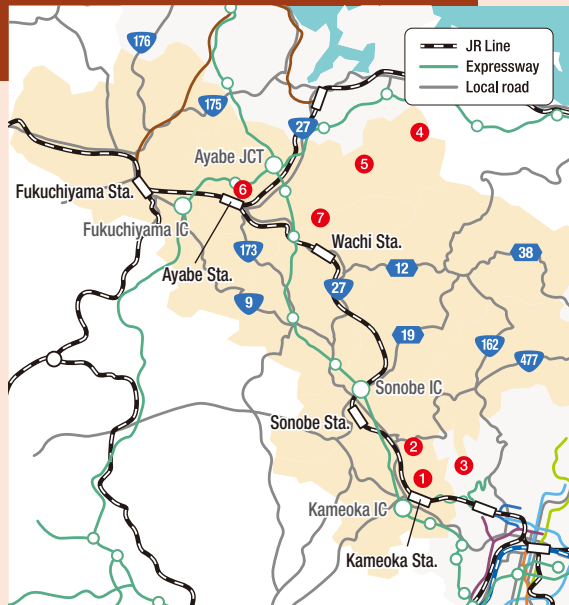 JR Line
Expressway
Local road
176
175
27
4
Ayabe JCT
5
Fukuchiyama Sta.
6
7
Fukuchiyama IC
Wachi Sta.
173
38
12
Ayabe Sta.
27
9
19
162
477
Sonobe IC
Sonobe Sta.
2
3
1
Kameoka IC
Kameoka Sta.